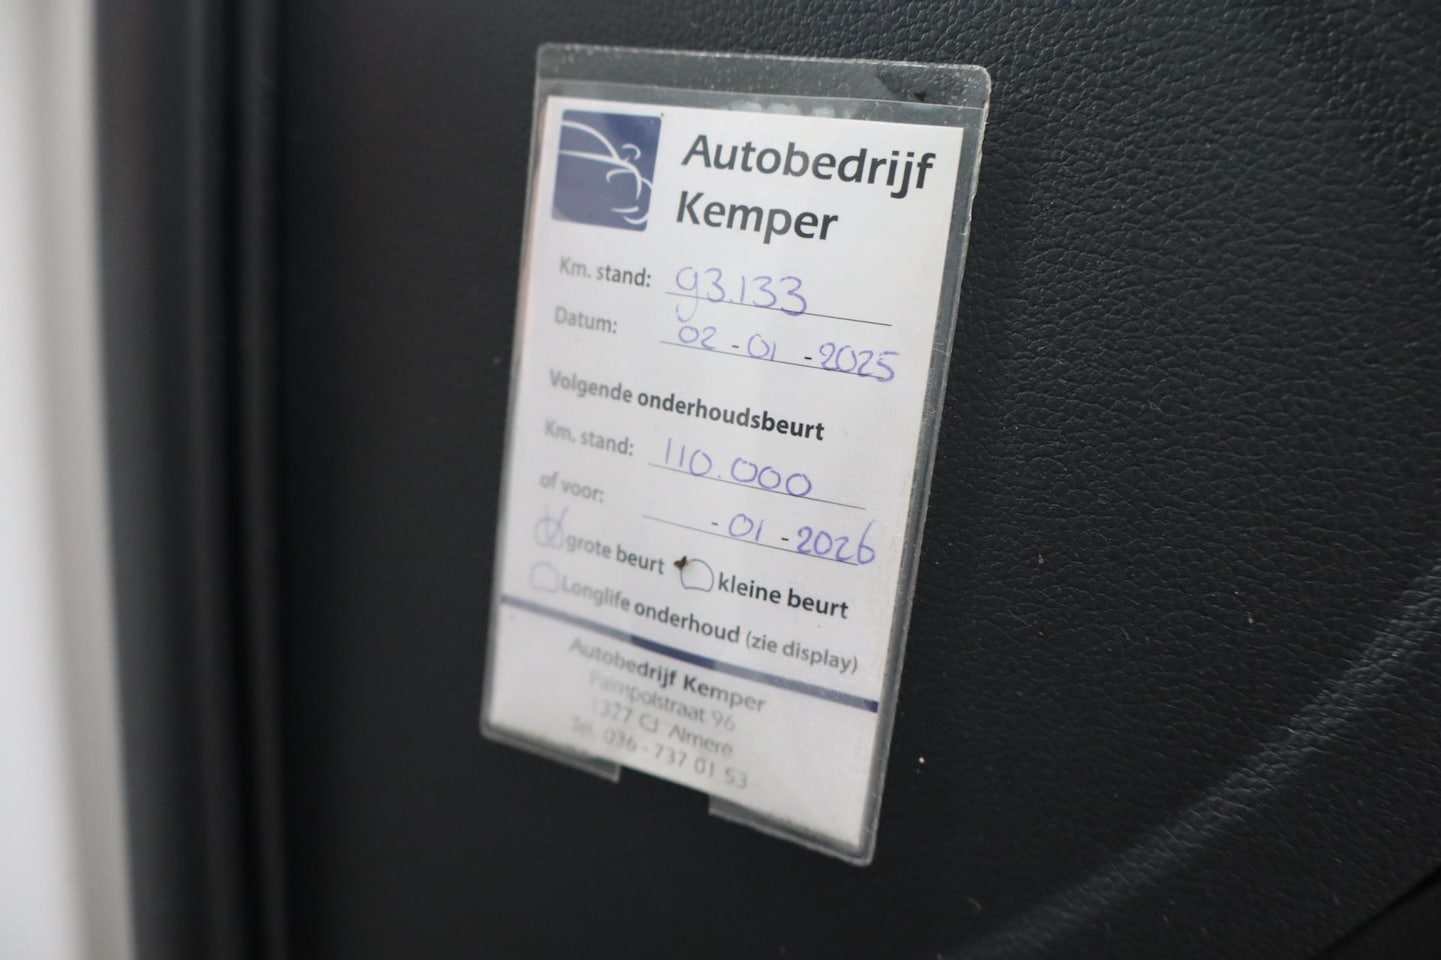 Autobedrijf
Kemper
Km. stand: 93.133
Datum: 02-01-2025
Volgende onderhoudsbeurt
Km. stand: 110.000
of voor: -01-2026
grote beurt kleine beurt
Longlife onderhoud (zie display)
Autobedrijf Kemper
Palmpolstraat 96
1327 CJ Almere
Tel. 036 - 737 01 53